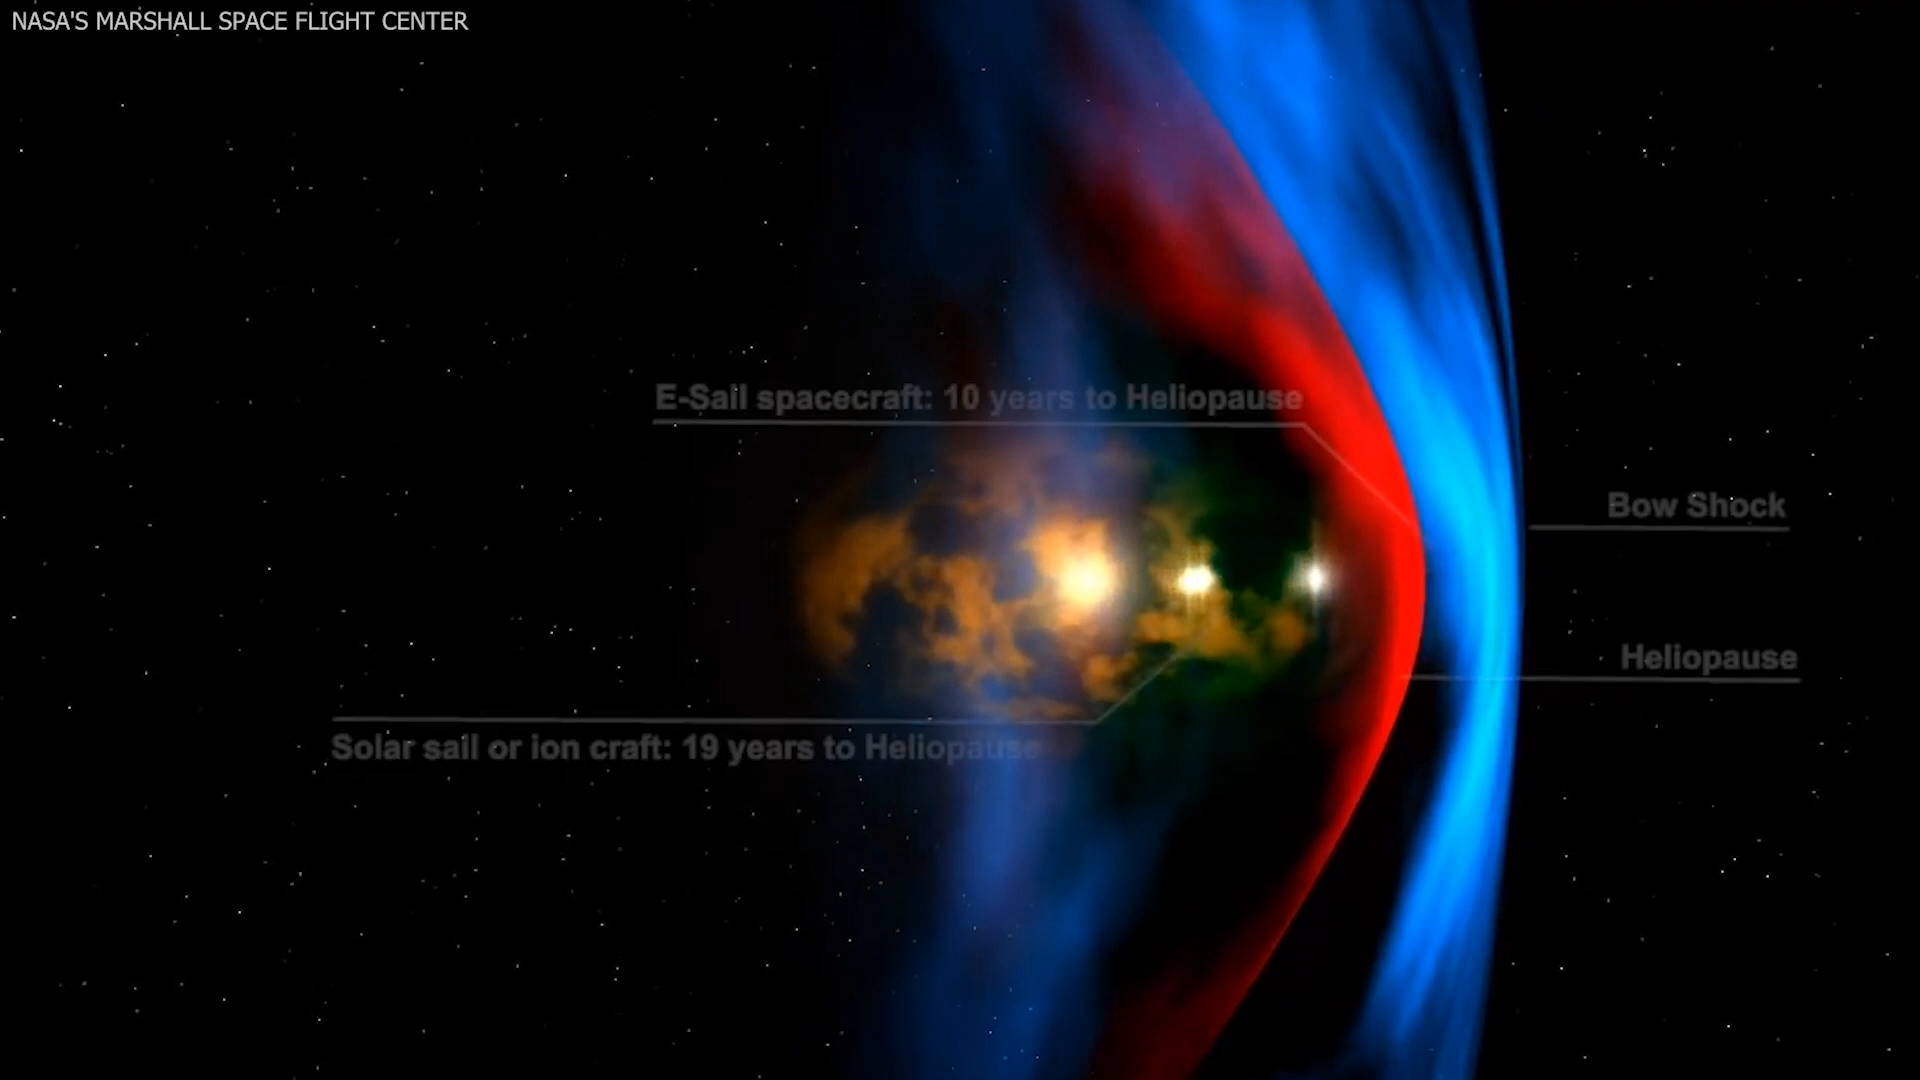 NASA'S MARSHALL SPACE FLIGHT CENTER
E-Sail spacecraft: 10 years to Heliopause
Bow Shock
Heliopause
Solar sail or ion craft: 19 years to Heliopause